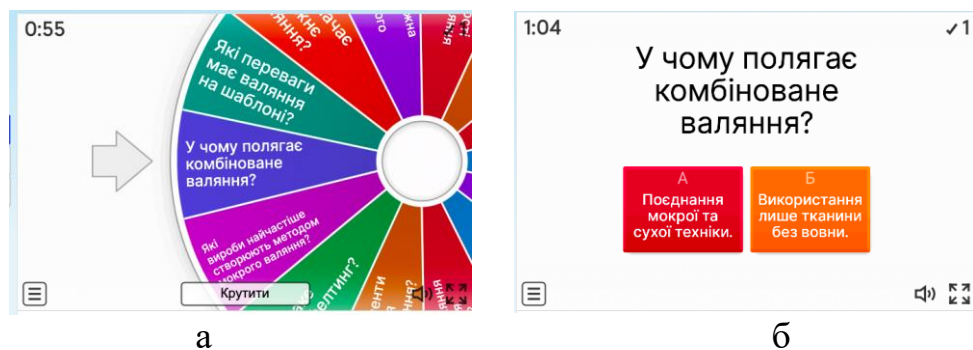 0:55
Які переваги
має валяння
на шаблоні?
У чому полягає
комбіноване
валяння?
Які
вироби найчастіше
створюють методом
мокрого валяння?
Крутити
а
1:04
✓1
У чому полягає
комбіноване
валяння?
А
Поєднання
мокрої та
сухої техніки.
Б
Використання
лише тканини
без вовни.
б